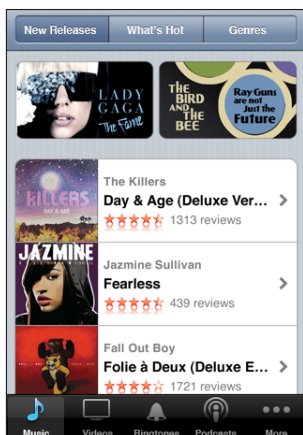 New Releases What's Hot Genres
LADY
GAGA
The Fame
THE
BIRD
AND
THE
BEE
Ray Guns
are not
Just the
Future
KILLERS
DAY & AGE
The Killers
Day & Age (Deluxe Ver...
1313 reviews
JAZMINE
Jazmine Sullivan
Fearless
439 reviews
Fall Out Boy
Folie à Deux (Deluxe E...
1721 reviews
Music Videos Ringtones Podcasts More